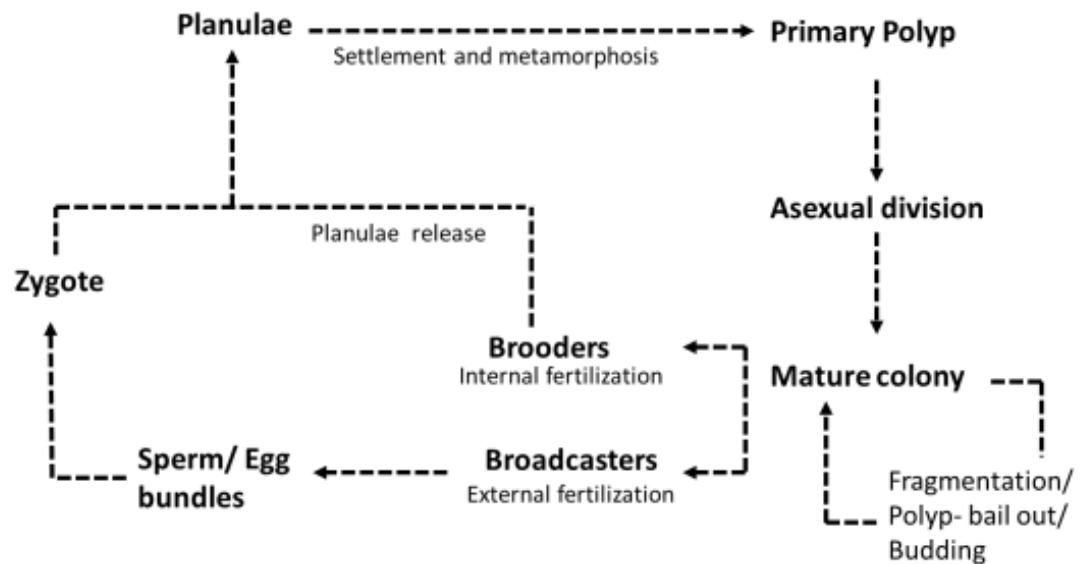 Planulae
Settlement and metamorphosis
Primary Polyp
Asexual division
Planulae release
Zygote
Brooders
Internal fertilization
Mature colony
Sperm/ Egg
bundles
Broadcasters
External fertilization
Fragmentation/
Polyp- bail out/
Budding